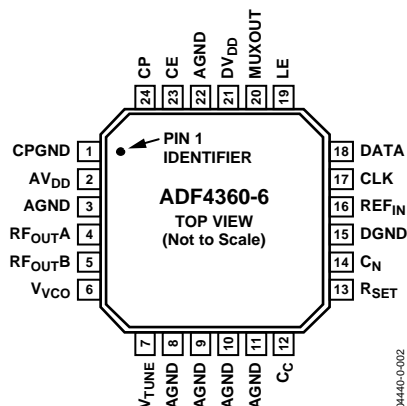 CP
CE
AGND
DVDD
MUXOUT
LE
24
23
22
21
20
19
CPGND 1
AVDD 2
AGND 3
RFOUTA 4
RFOUTB 5
VVCO 6
PIN 1
IDENTIFIER
ADF4360-6
TOP VIEW
(Not to Scale)
18 DATA
17 CLK
16 REFIN
15 DGND
14 CN
13 RSET
7
8
9
10
11
12
VTUNE
AGND
AGND
AGND
AGND
CC
04440-0-002